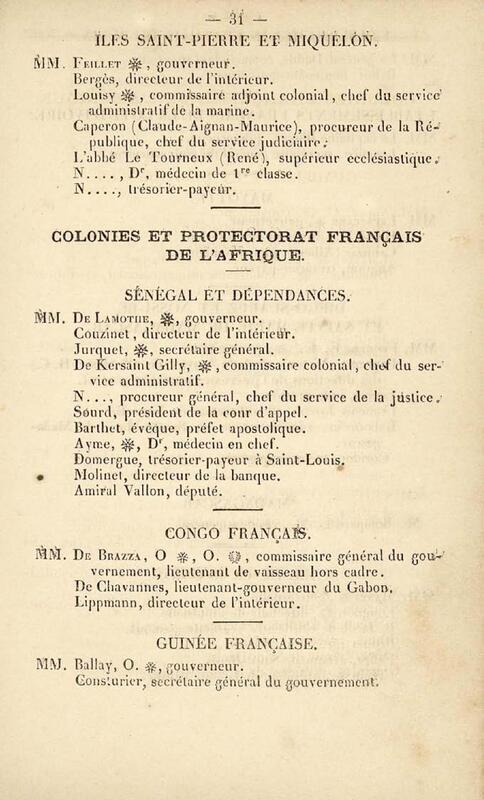 — 31 —
ÎLES SAINT-PIERRE ET MIQUELON.
MM. FEILLET ❋, gouverneur.
Bergès, directeur de l'intérieur.
Louisy ❋, commissaire adjoint colonial, chef du service
administratif de la marine.
Caperon (Claude-Aignan-Maurice), procureur de la Ré-
publique, chef du service judiciaire.
L'abbé Le Tourneux (René), supérieur ecclésiastique.
N...., Dr, médecin de 1re classe.
N...., trésorier-payeur.
COLONIES ET PROTECTORAT FRANÇAIS
DE L'AFRIQUE.
SÉNÉGAL ET DÉPENDANCES.
MM. DE LAMOTHE, ❋, gouverneur.
Couzinet, directeur de l'intérieur.
Jurquet, ❋, secrétaire général.
De Kersaint Gilly, ❋, commissaire colonial, chef du ser-
vice administratif.
N..., procureur général, chef du service de la justice.
Sourd, président de la cour d'appel.
Barthet, évêque, préfet apostolique.
Ayme, ❋, Dr, médecin en chef.
Domergue, trésorier-payeur à Saint-Louis.
Molinet, directeur de la banque.
Amiral Vallon, député.
CONGO FRANÇAIS.
MM. DE BRAZZA, O ❋, O. ❋, commissaire général du gou-
vernement, lieutenant de vaisseau hors cadre.
De Chavannes, lieutenant-gouverneur du Gabon.
Lippmann, directeur de l'intérieur.
GUINÉE FRANÇAISE.
MM. Ballay, O. ❋, gouverneur.
Cousturier, secrétaire général du gouvernement.